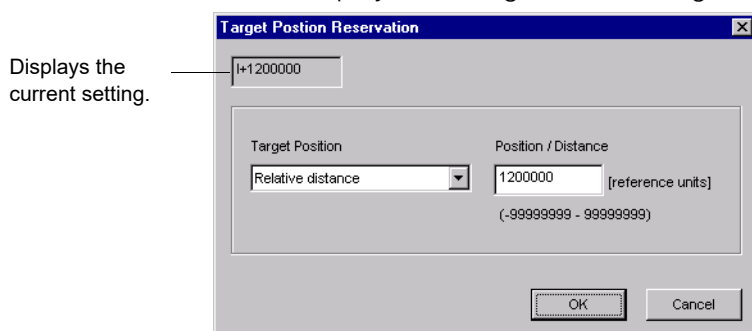 Target Postion Reservation
Displays the
current setting.
I+1200000
Target Position
Position / Distance
Relative distance
1200000
[reference units]
(-99999999 - 99999999)
OK
Cancel